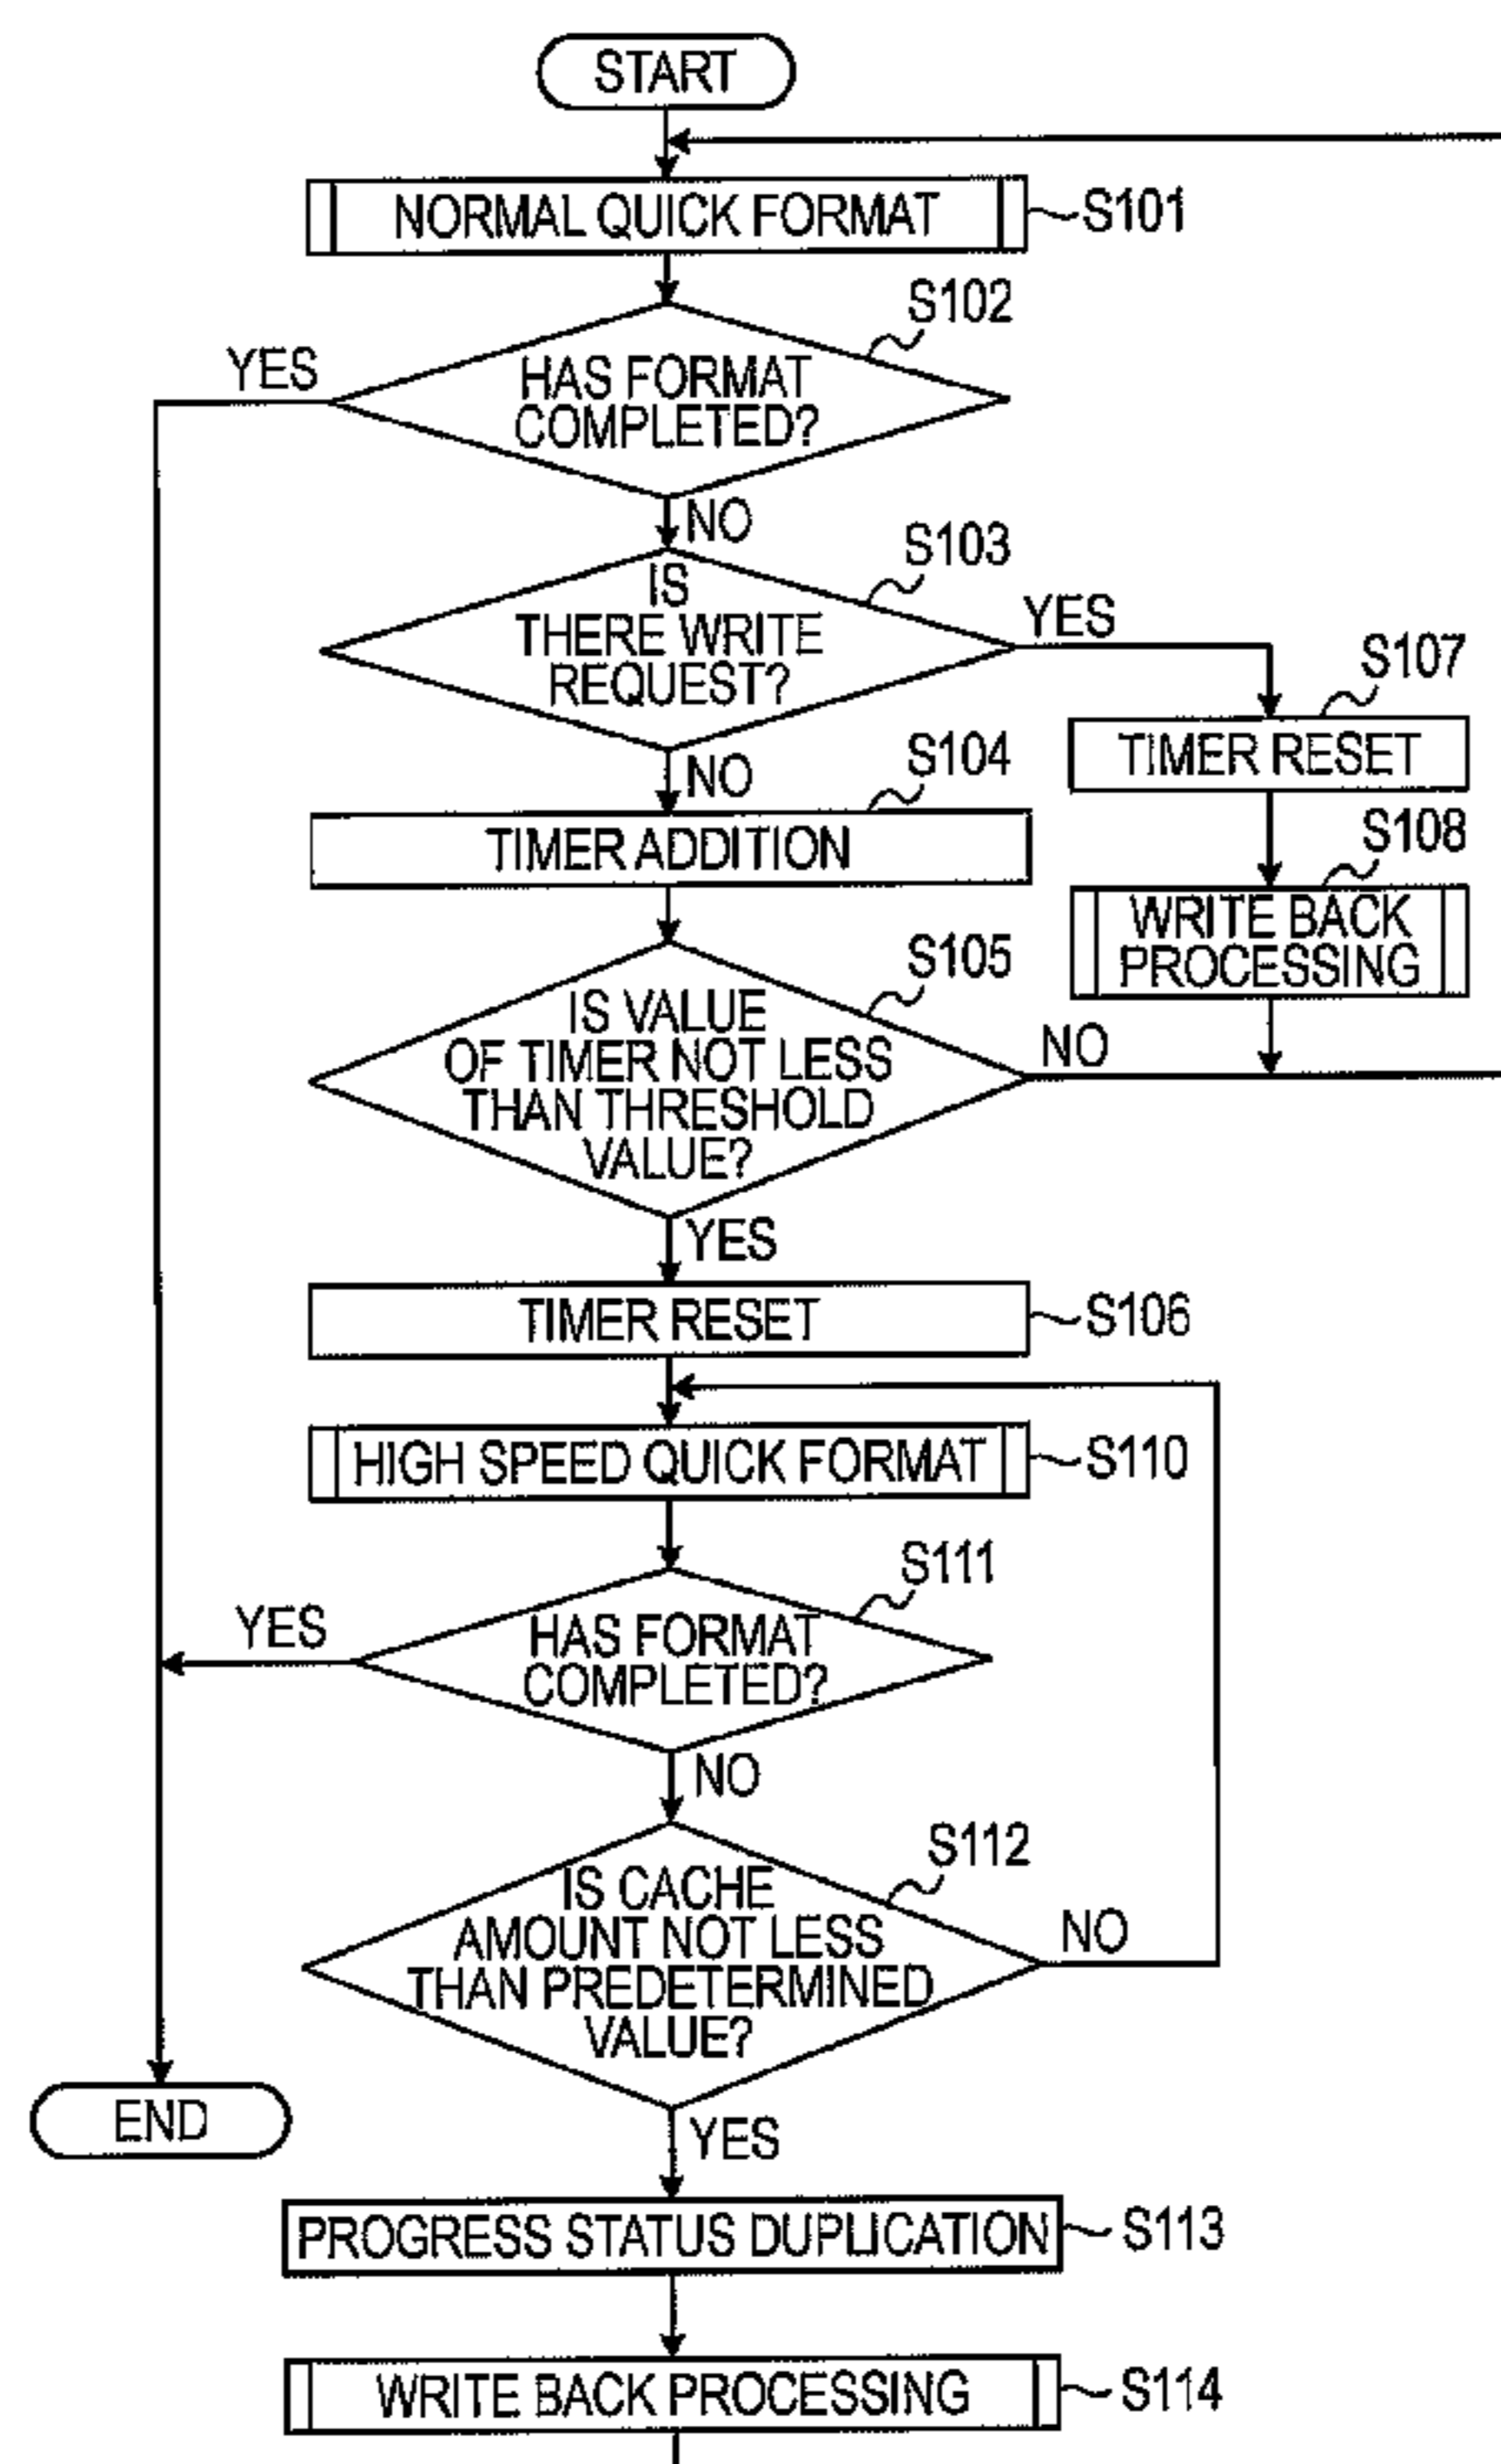 START
NORMAL QUICK FORMAT
S101
S102
YES
HAS FORMAT
COMPLETED?
NO
S103
IS
THERE WRITE
REQUEST?
YES
S107
TIMER RESET
NO
S104
TIMER ADDITION
S108
WRITE BACK
PROCESSING
S105
IS VALUE
OF TIMER NOT LESS
THAN THRESHOLD
VALUE?
NO
YES
TIMER RESET
S106
HIGH SPEED QUICK FORMAT
S110
S111
YES
HAS FORMAT
COMPLETED?
NO
S112
IS CACHE
AMOUNT NOT LESS
THAN PREDETERMINED
VALUE?
NO
END
YES
PROGRESS STATUS DUPLICATION
S113
WRITE BACK PROCESSING
S114